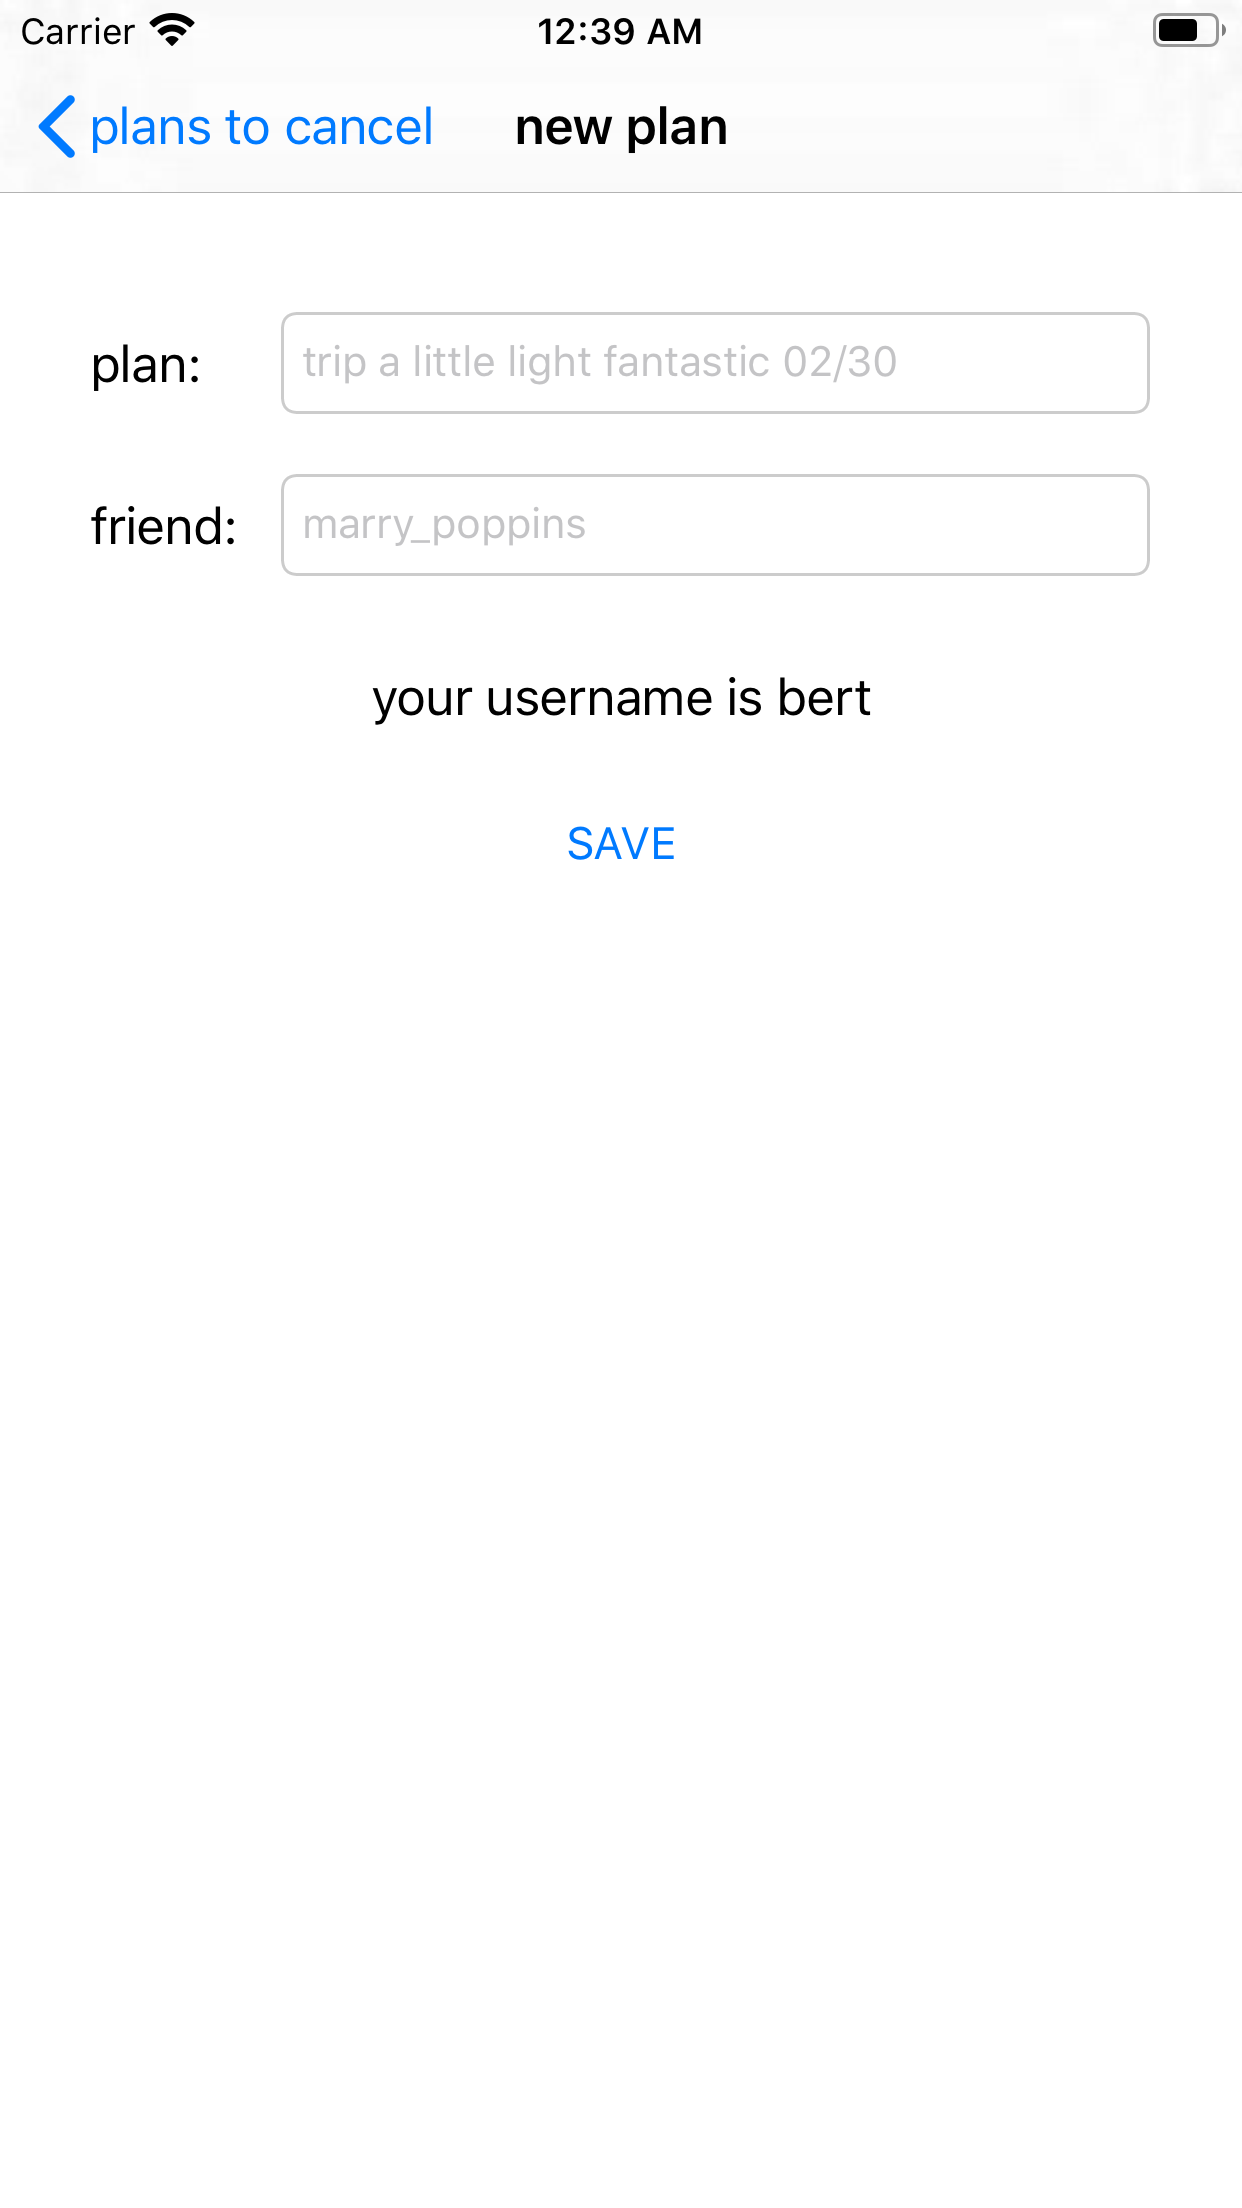 Carrier 12:39 AM
plans to cancel new plan
plan: trip a little light fantastic 02/30
friend: marry_poppins
your username is bert
SAVE